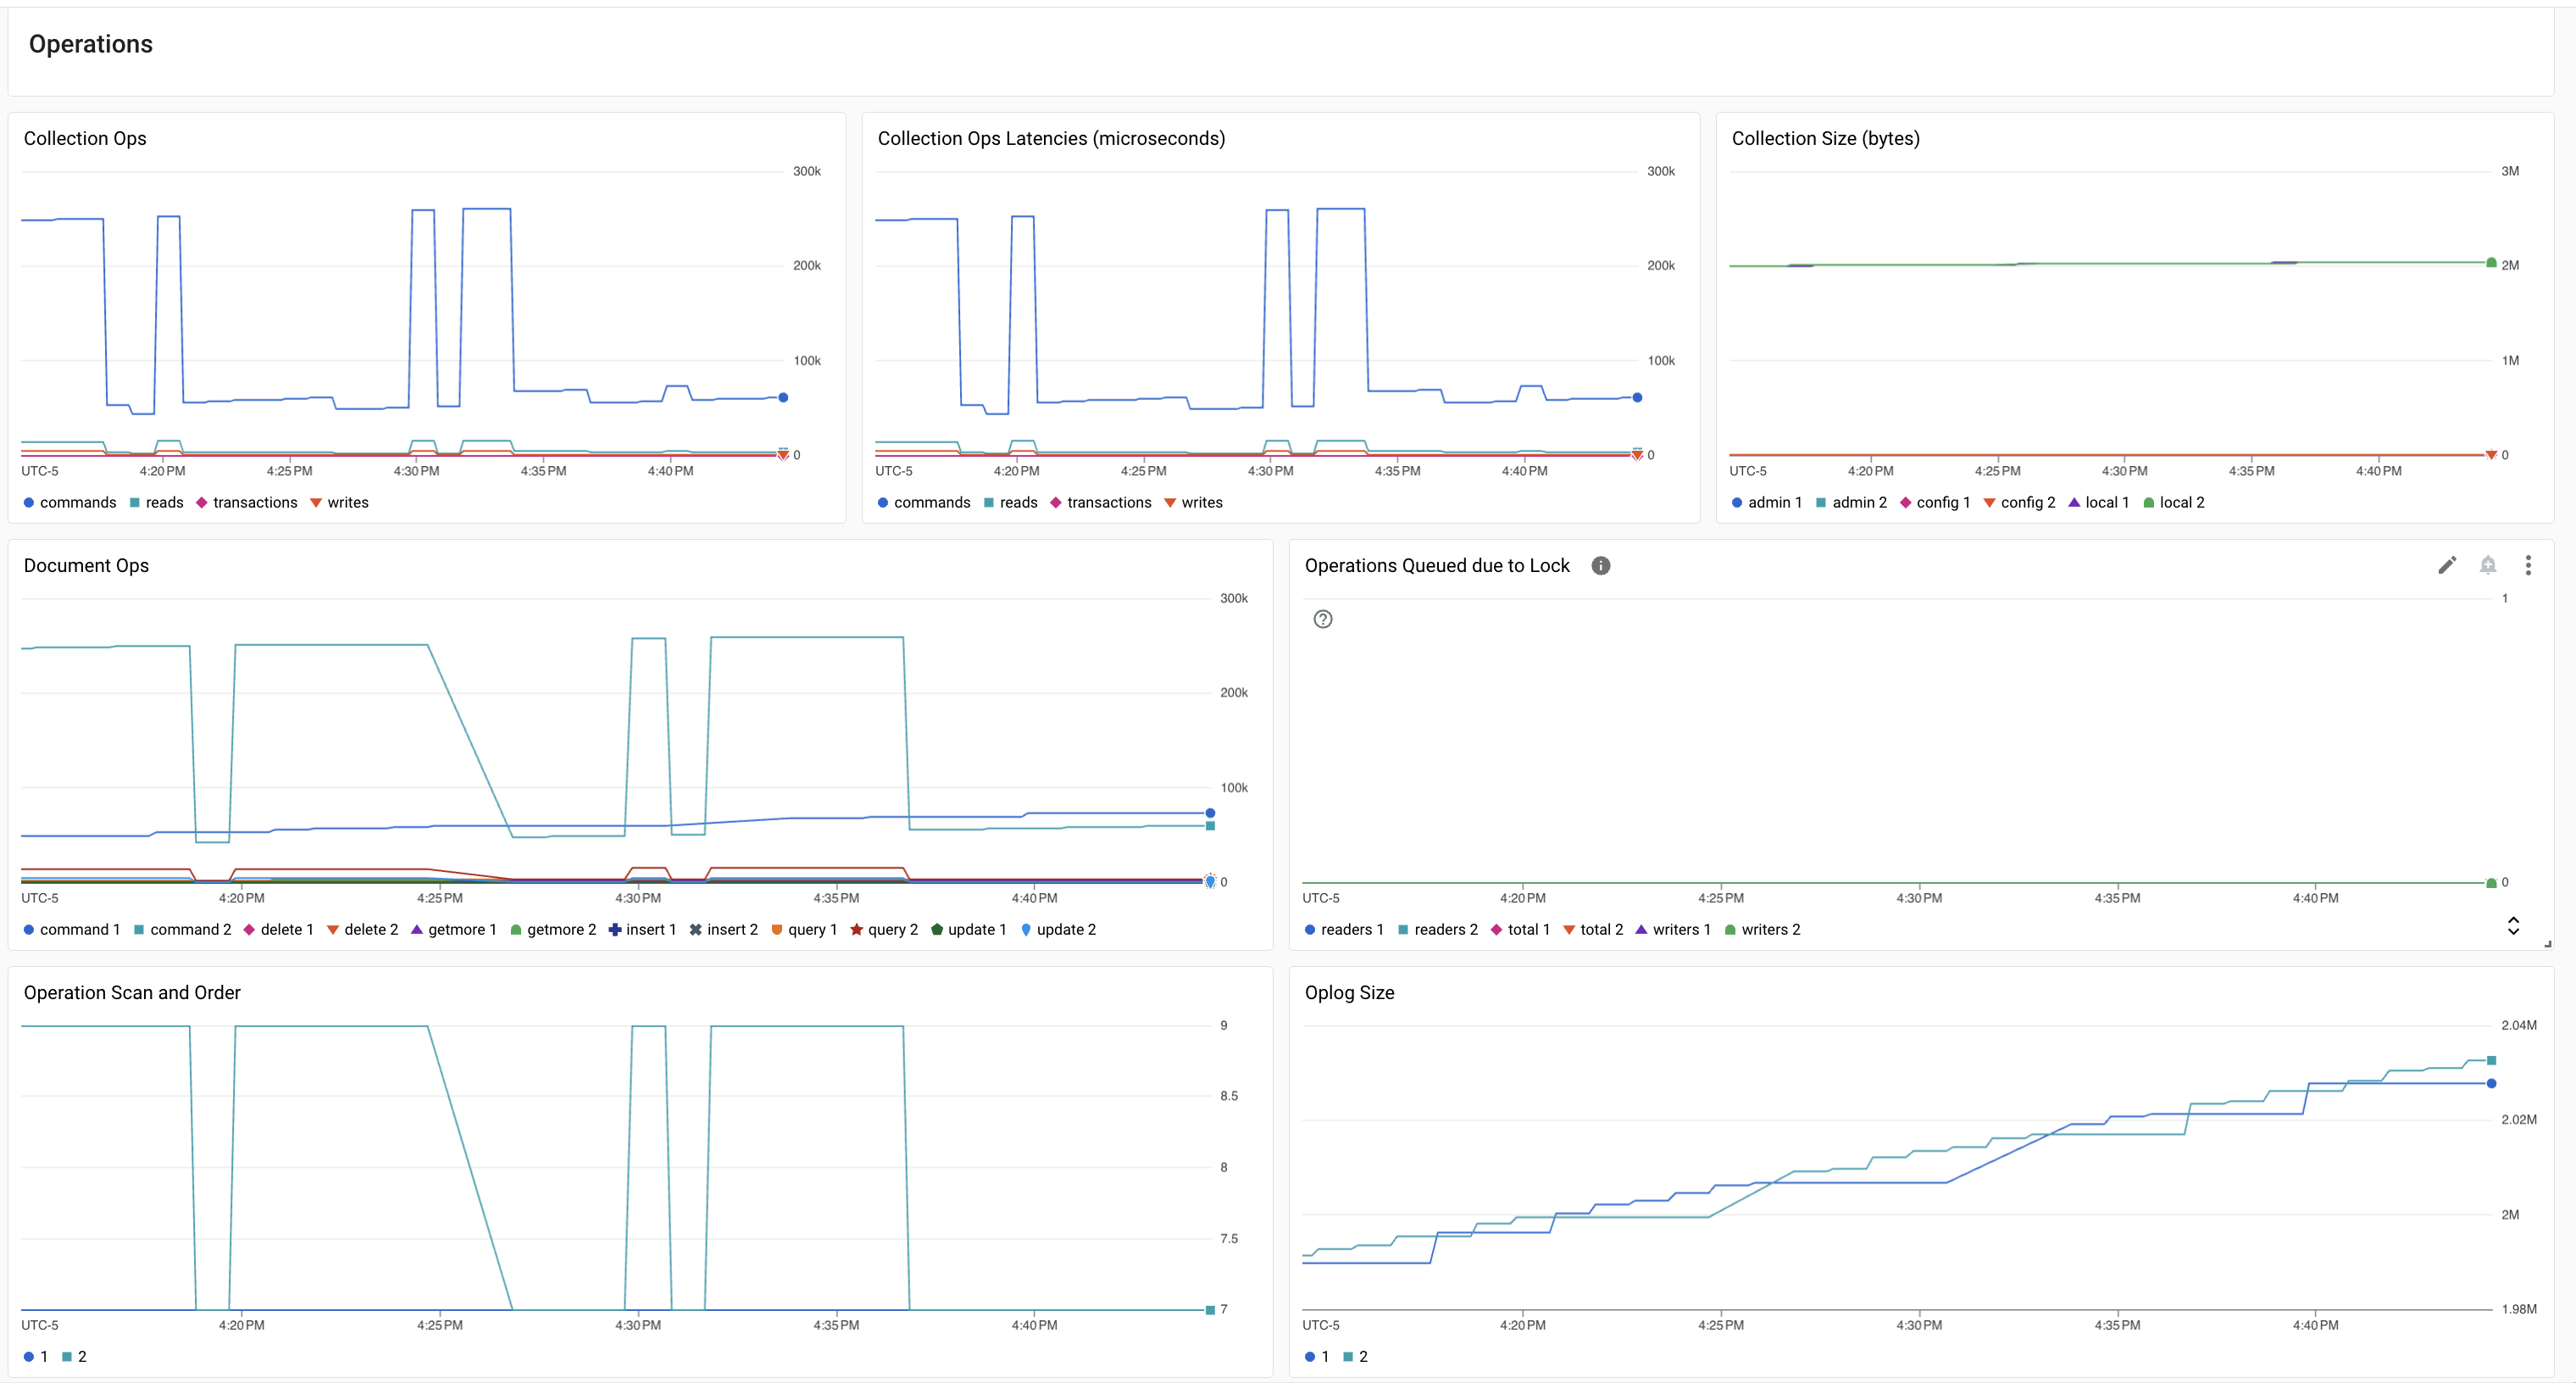 Operations
Collection Ops
300k
200k
100k
0
UTC-5 4:20 PM 4:25 PM 4:30 PM 4:35 PM 4:40 PM
commands reads transactions writes
Collection Ops Latencies (microseconds)
300k
200k
100k
0
UTC-5 4:20 PM 4:25 PM 4:30 PM 4:35 PM 4:40 PM
commands reads transactions writes
Collection Size (bytes)
3M
2M
1M
0
UTC-5 4:20 PM 4:25 PM 4:30 PM 4:35 PM 4:40 PM
admin 1 admin 2 config 1 config 2 local 1 local 2
Document Ops
300k
200k
100k
0
UTC-5 4:20 PM 4:25 PM 4:30 PM 4:35 PM 4:40 PM
command 1 command 2 delete 1 delete 2 getmore 1 getmore 2 insert 1 insert 2 query 1 query 2 update 1 update 2
Operations Queued due to Lock
1
0
UTC-5 4:20 PM 4:25 PM 4:30 PM 4:35 PM 4:40 PM
readers 1 readers 2 total 1 total 2 writers 1 writers 2
Operation Scan and Order
9
8.5
8
7.5
7
UTC-5 4:20 PM 4:25 PM 4:30 PM 4:35 PM 4:40 PM
1 2
Oplog Size
2.04M
2.02M
2M
1.98M
UTC-5 4:20 PM 4:25 PM 4:30 PM 4:35 PM 4:40 PM
1 2